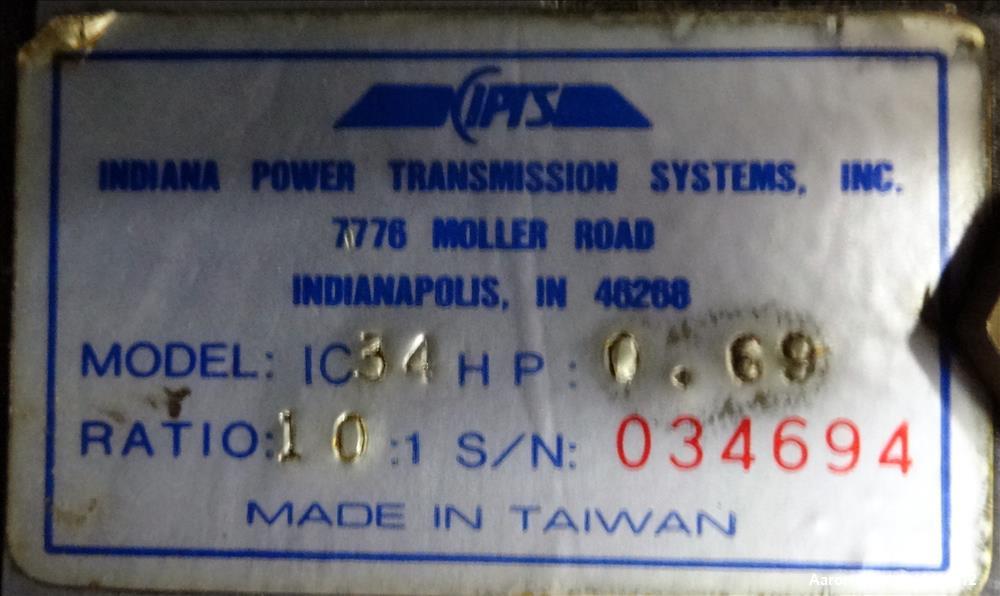 IPTS
INDIANA POWER TRANSMISSION SYSTEMS, INC.
7776 MOLLER ROAD
INDIANAPOLIS, IN 46268
MODEL: IC34 HP: 0.69
RATIO:10:1 S/N: 034694
MADE IN TAIWAN